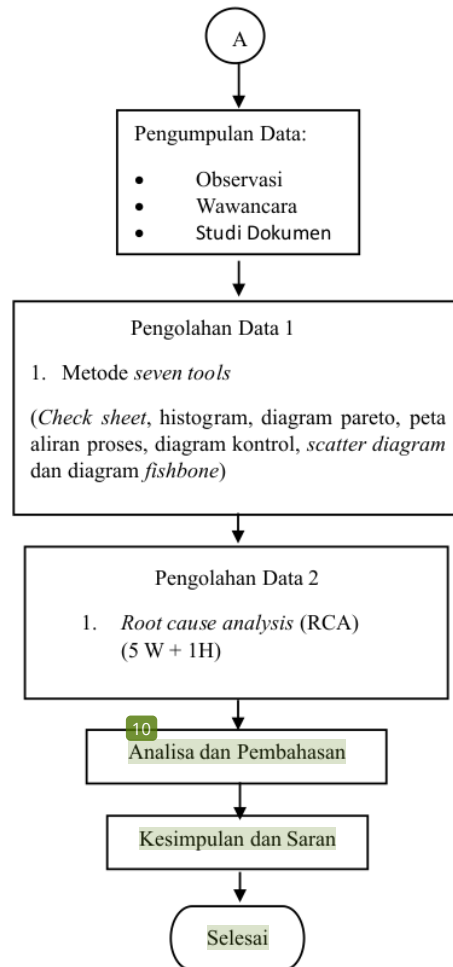 A
Pengumpulan Data:
• Observasi
• Wawancara
• Studi Dokumen
Pengolahan Data 1
1. Metode seven tools
(Check sheet, histogram, diagram pareto, peta
aliran proses, diagram kontrol, scatter diagram
dan diagram fishbone)
Pengolahan Data 2
1. Root cause analysis (RCA)
(5 W + 1H)
10
Analisa dan Pembahasan
Kesimpulan dan Saran
Selesai